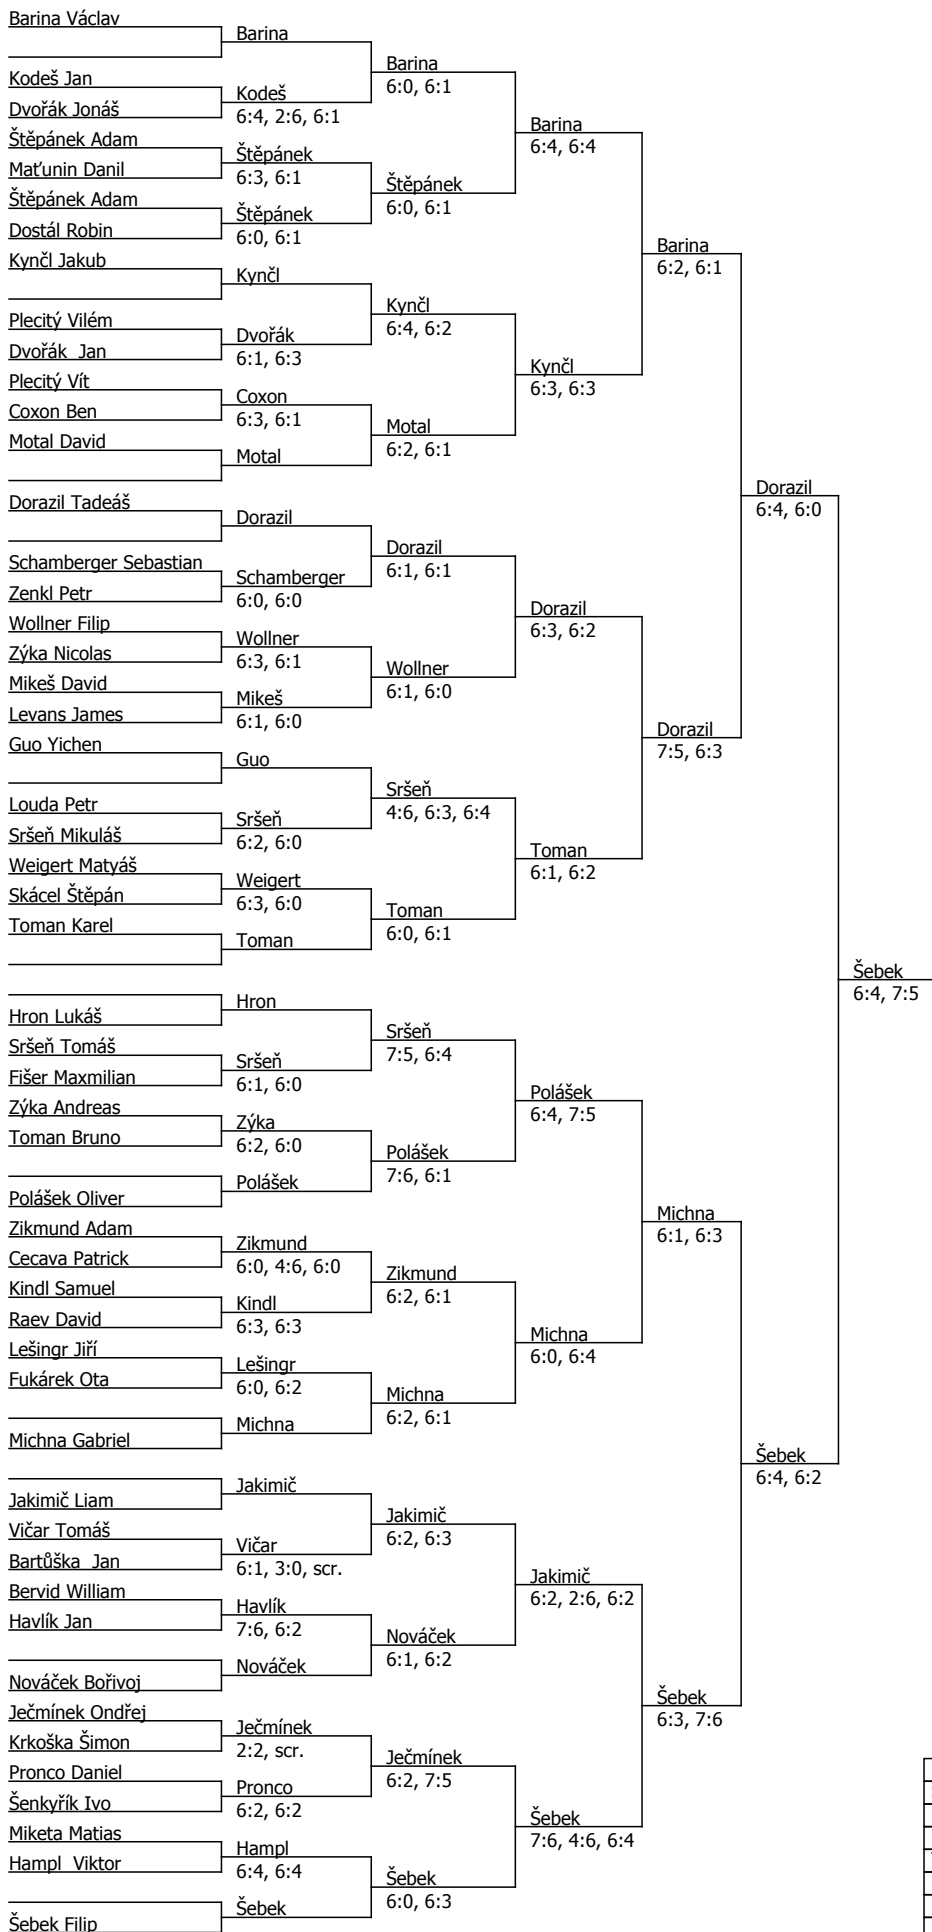 Barina Václav
Barina
Barina
6:0, 6:1
Kodeš Jan
Kodeš
Dvořák Jonáš
6:4, 2:6, 6:1
Barina
6:4, 6:4
Štěpánek Adam
Štěpánek
Maťunin Danil
6:3, 6:1
Štěpánek
6:0, 6:1
Štěpánek Adam
Štěpánek
Dostál Robin
6:0, 6:1
Barina
6:2, 6:1
Kynčl Jakub
Kynčl
Kynčl
6:4, 6:2
Plecitý Vilém
Dvořák
Dvořák  Jan
6:1, 6:3
Kynčl
6:3, 6:3
Plecitý Vít
Coxon
Coxon Ben
6:3, 6:1
Motal
6:2, 6:1
Motal David
Motal
Dorazil
6:4, 6:0
Dorazil Tadeáš
Dorazil
Dorazil
6:1, 6:1
Schamberger Sebastian
Schamberger
Zenkl Petr
6:0, 6:0
Dorazil
6:3, 6:2
Wollner Filip
Wollner
Zýka Nicolas
6:3, 6:1
Wollner
6:1, 6:0
Mikeš David
Mikeš
Levans James
6:1, 6:0
Dorazil
7:5, 6:3
Guo Yichen
Guo
Sršeň
4:6, 6:3, 6:4
Louda Petr
Sršeň
Sršeň Mikuláš
6:2, 6:0
Toman
6:1, 6:2
Weigert Matyáš
Weigert
Skácel Štěpán
6:3, 6:0
Toman
6:0, 6:1
Toman Karel
Toman
Šebek
6:4, 7:5
Hron
Hron Lukáš
Sršeň
7:5, 6:4
Sršeň Tomáš
Sršeň
Fišer Maxmilian
6:1, 6:0
Polášek
6:4, 7:5
Zýka Andreas
Zýka
Toman Bruno
6:2, 6:0
Polášek
7:6, 6:1
Polášek
Polášek Oliver
Michna
6:1, 6:3
Zikmund Adam
Zikmund
Cecava Patrick
6:0, 4:6, 6:0
Zikmund
6:2, 6:1
Kindl Samuel
Kindl
Raev David
6:3, 6:3
Michna
6:0, 6:4
Lešingr Jiří
Lešingr
Fukárek Ota
6:0, 6:2
Michna
6:2, 6:1
Michna
Michna Gabriel
Šebek
6:4, 6:2
Jakimič
Jakimič Liam
Jakimič
6:2, 6:3
Vičar Tomáš
Vičar
Bartůška  Jan
6:1, 3:0, scr.
Jakimič
6:2, 2:6, 6:2
Bervid William
Havlík
Havlík Jan
7:6, 6:2
Nováček
6:1, 6:2
Nováček
Nováček Bořivoj
Šebek
6:3, 7:6
Ječmínek Ondřej
Ječmínek
Krkoška Šimon
2:2, scr.
Ječmínek
6:2, 7:5
Pronco Daniel
Pronco
Šenkyřík Ivo
6:2, 6:2
Šebek
7:6, 4:6, 6:4
Miketa Matias
Hampl
Hampl  Viktor
6:4, 6:4
Šebek
6:0, 6:3
Šebek
Šebek Filip